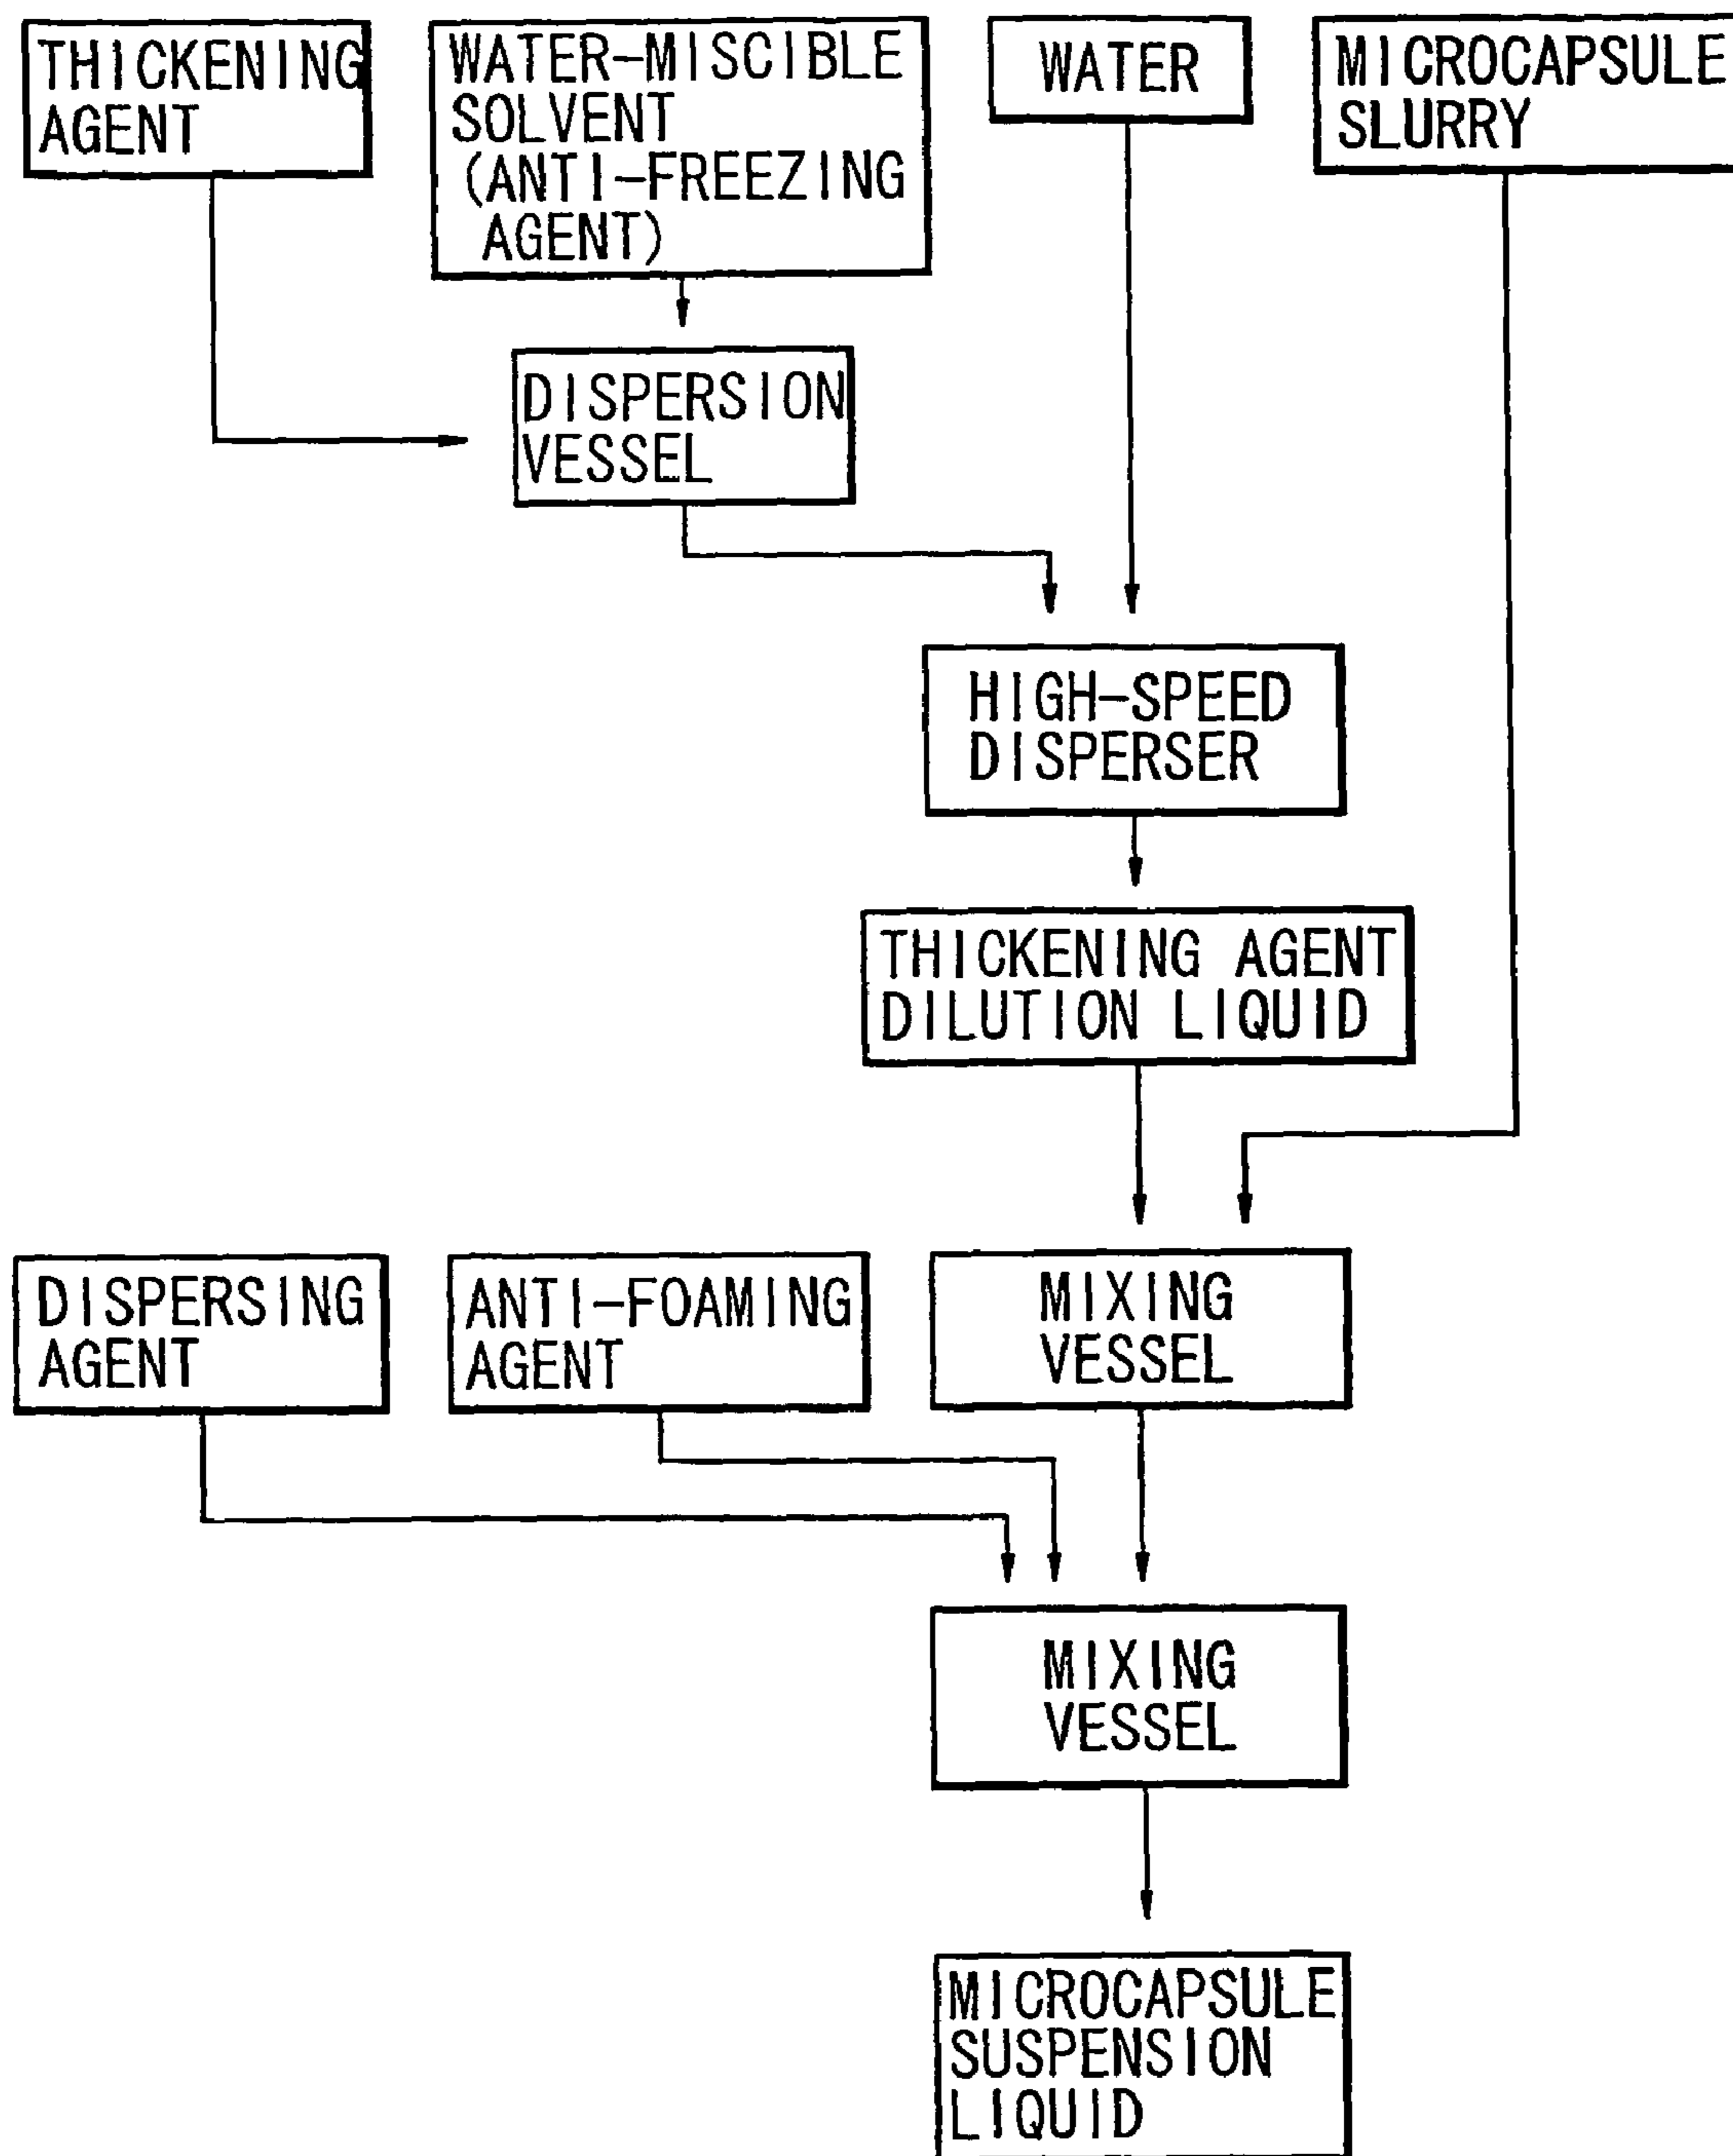 THICKENING
AGENT
WATER-MISCIBLE
SOLVENT
(ANTI-FREEZING
AGENT)
WATER
MICROCAPSULE
SLURRY
DISPERSION
VESSEL
HIGH-SPEED
DISPERSER
THICKENING AGENT
DILUTION LIQUID
DISPERSING
AGENT
ANTI-FOAMING
AGENT
MIXING
VESSEL
MIXING
VESSEL
MICROCAPSULE
SUSPENSION
LIQUID